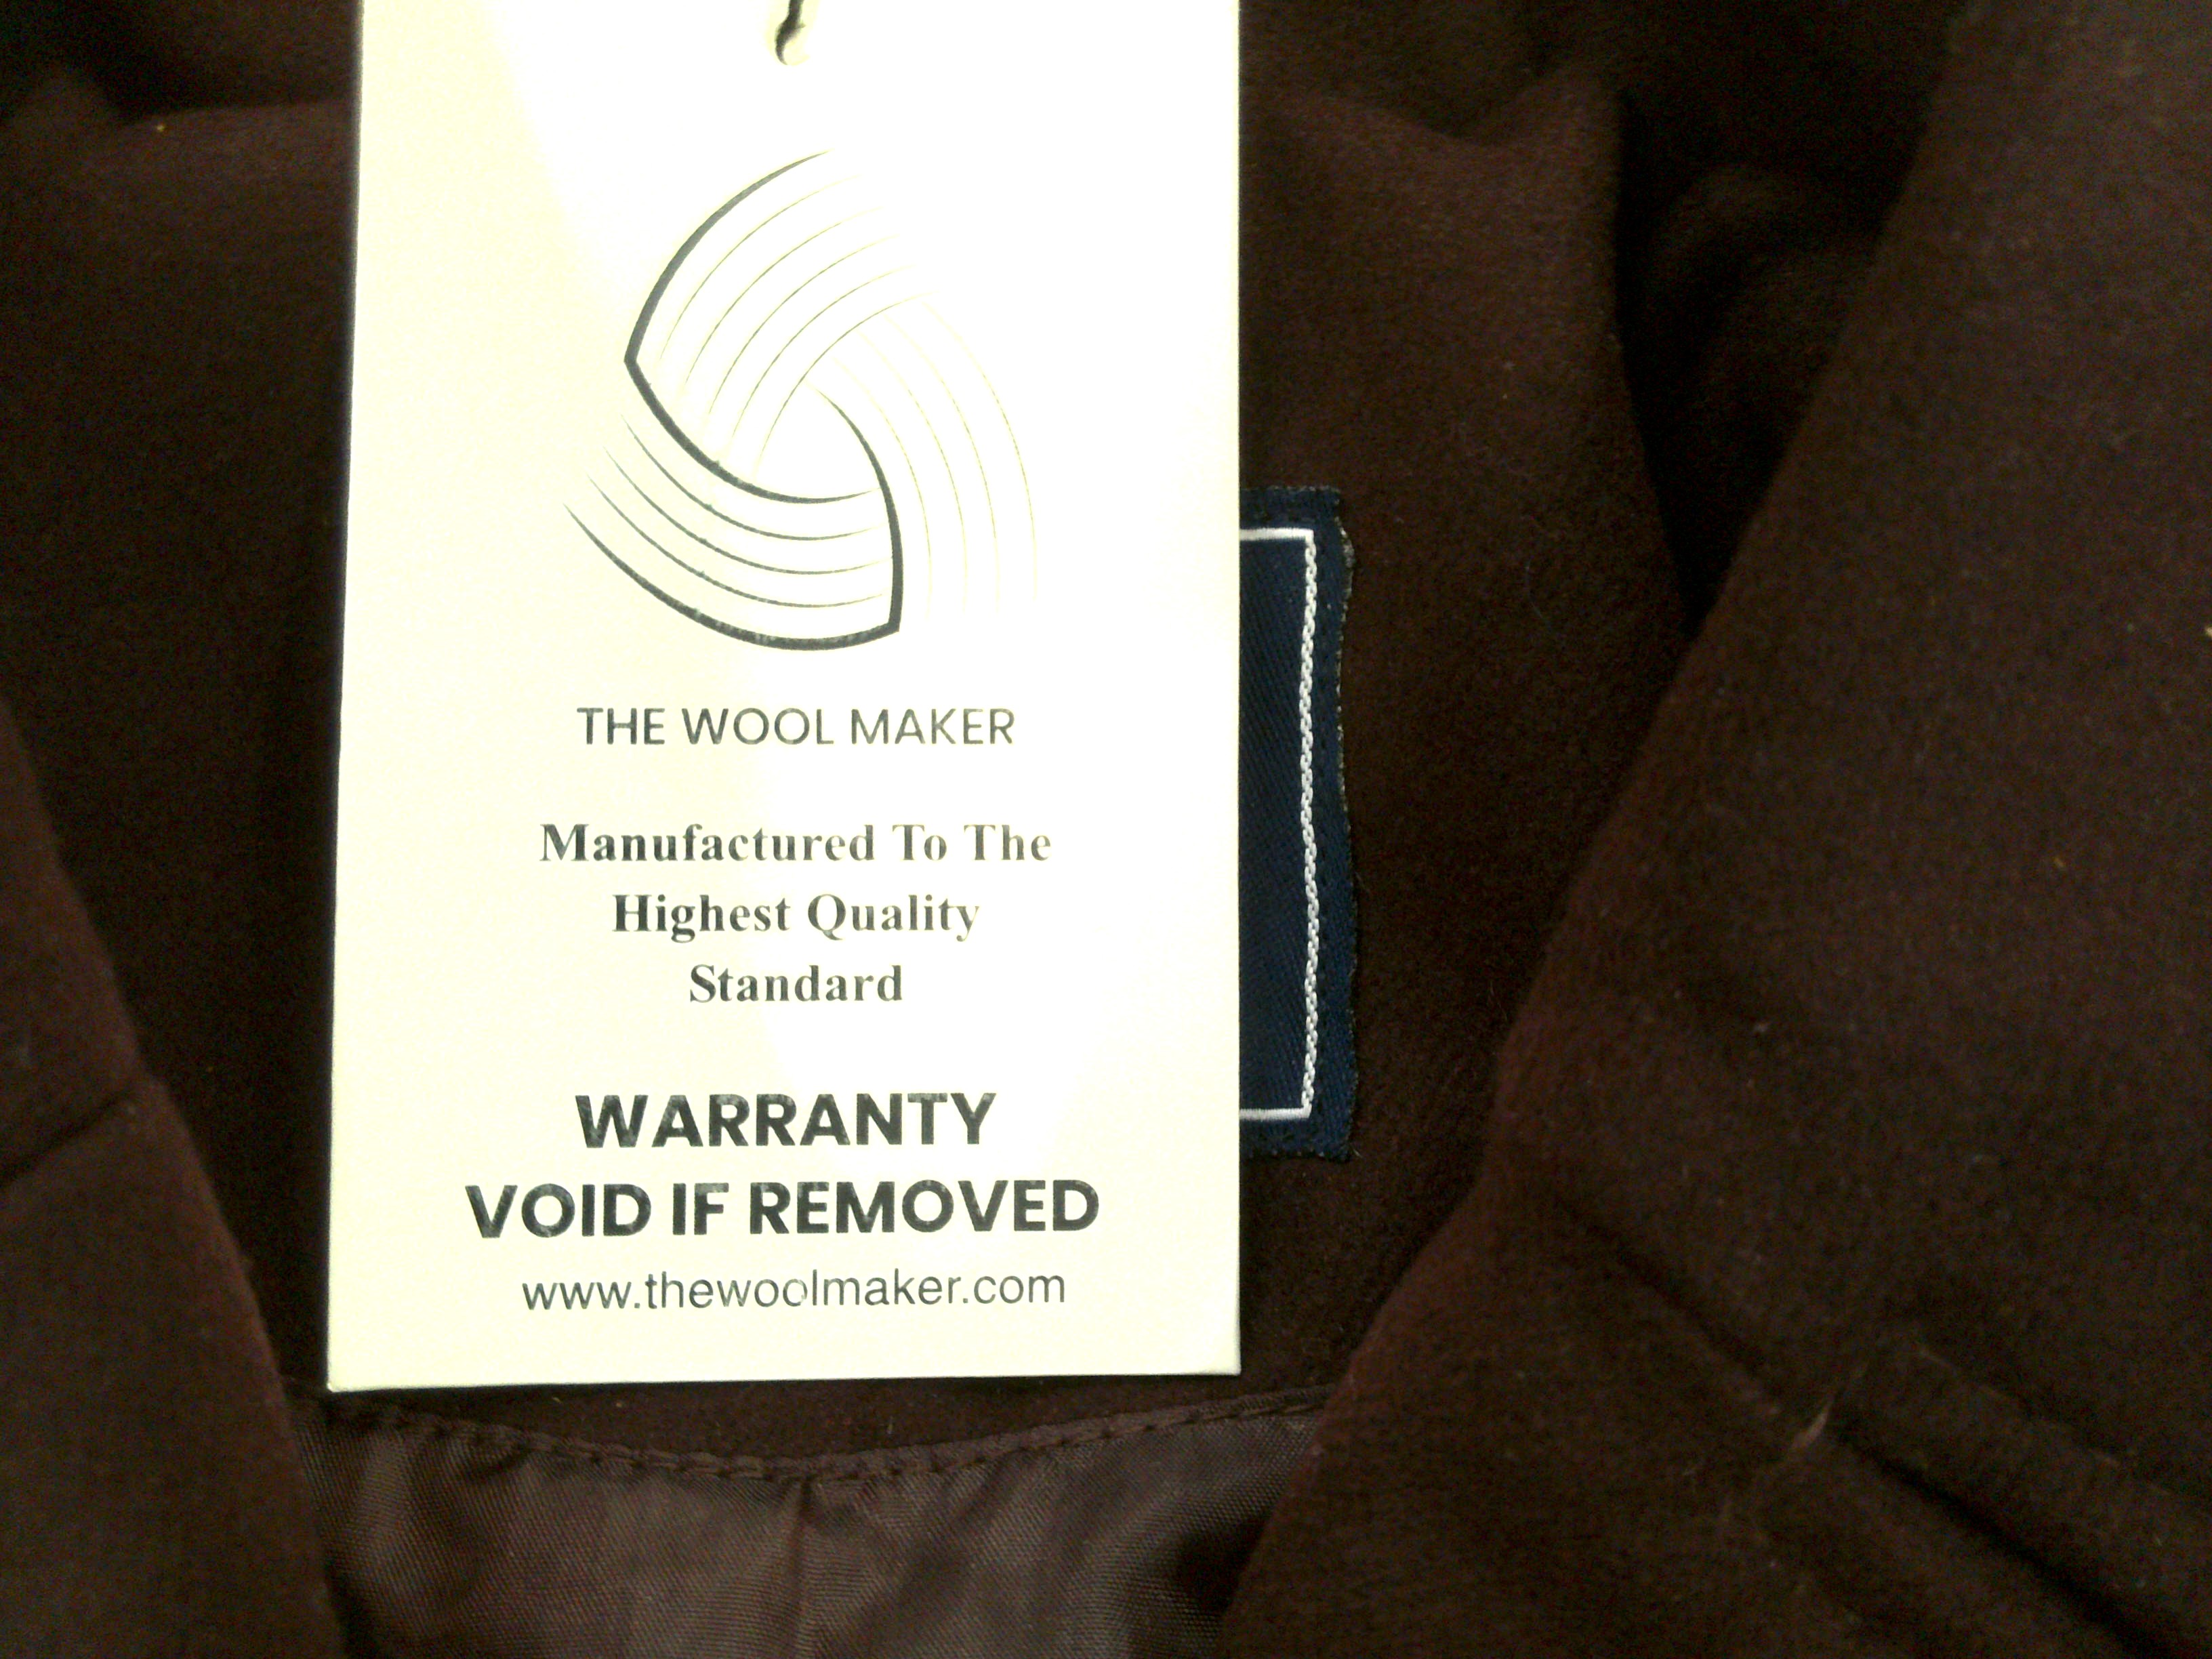 THE WOOL MAKER
Manufactured To The
Highest Quality
Standard
WARRANTY
VOID IF REMOVED
www.thewoolmaker.com